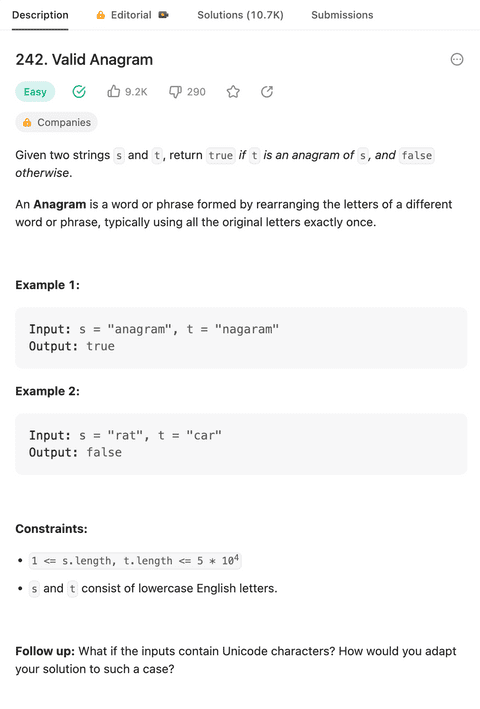 Description Editorial Solutions (10.7K) Submissions
242. Valid Anagram
Easy 9.2K 290
Companies
Given two strings s and t, return true if t is an anagram of s, and false
otherwise.
An Anagram is a word or phrase formed by rearranging the letters of a different
word or phrase, typically using all the original letters exactly once.
Example 1:
Input: s = "anagram", t = "nagaram"
Output: true
Example 2:
Input: s = "rat", t = "car"
Output: false
Constraints:
• 1 <= s.length, t.length <= 5 * 10⁴
• s and t consist of lowercase English letters.
Follow up: What if the inputs contain Unicode characters? How would you adapt
your solution to such a case?